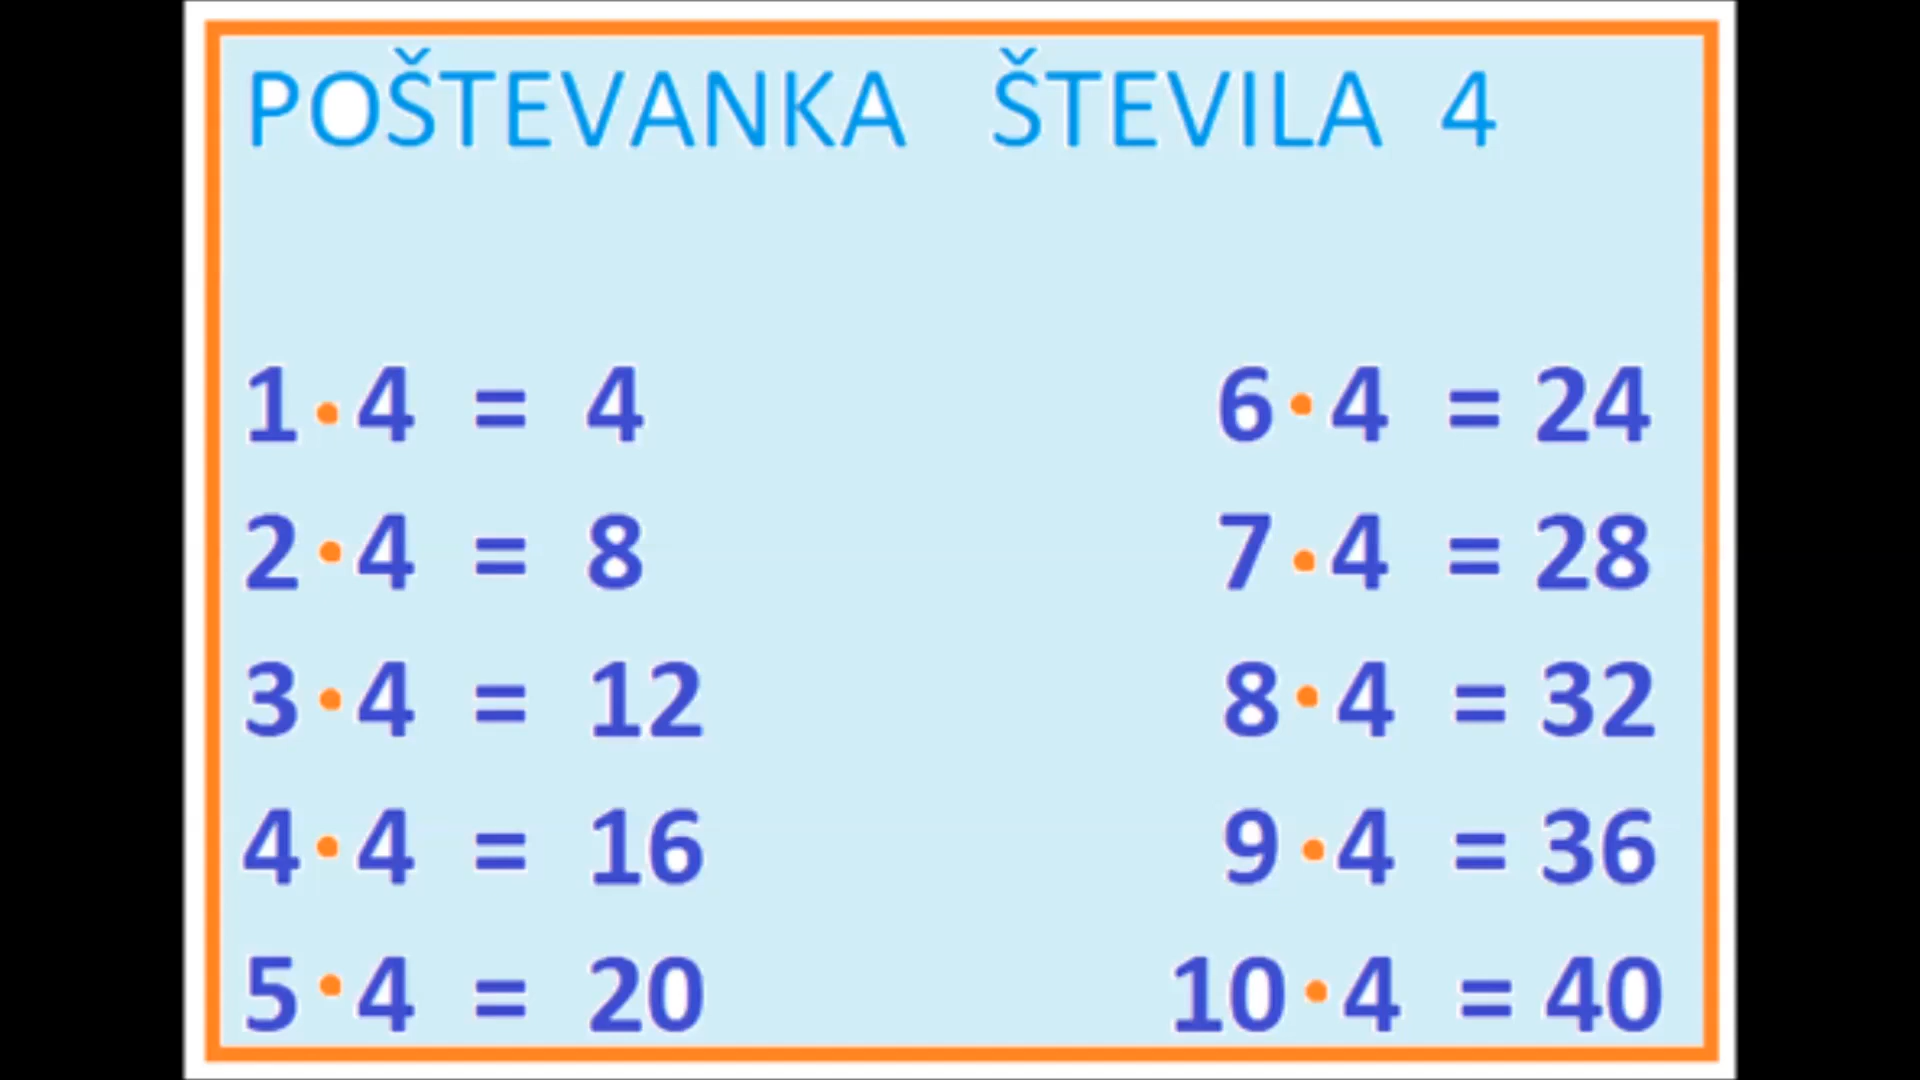 POŠTEVANKA ŠTEVILA 4
1·4 = 4
2·4 = 8
3·4 = 12
4·4 = 16
5·4 = 20
6·4 = 24
7·4 = 28
8·4 = 32
9·4 = 36
10·4 = 40